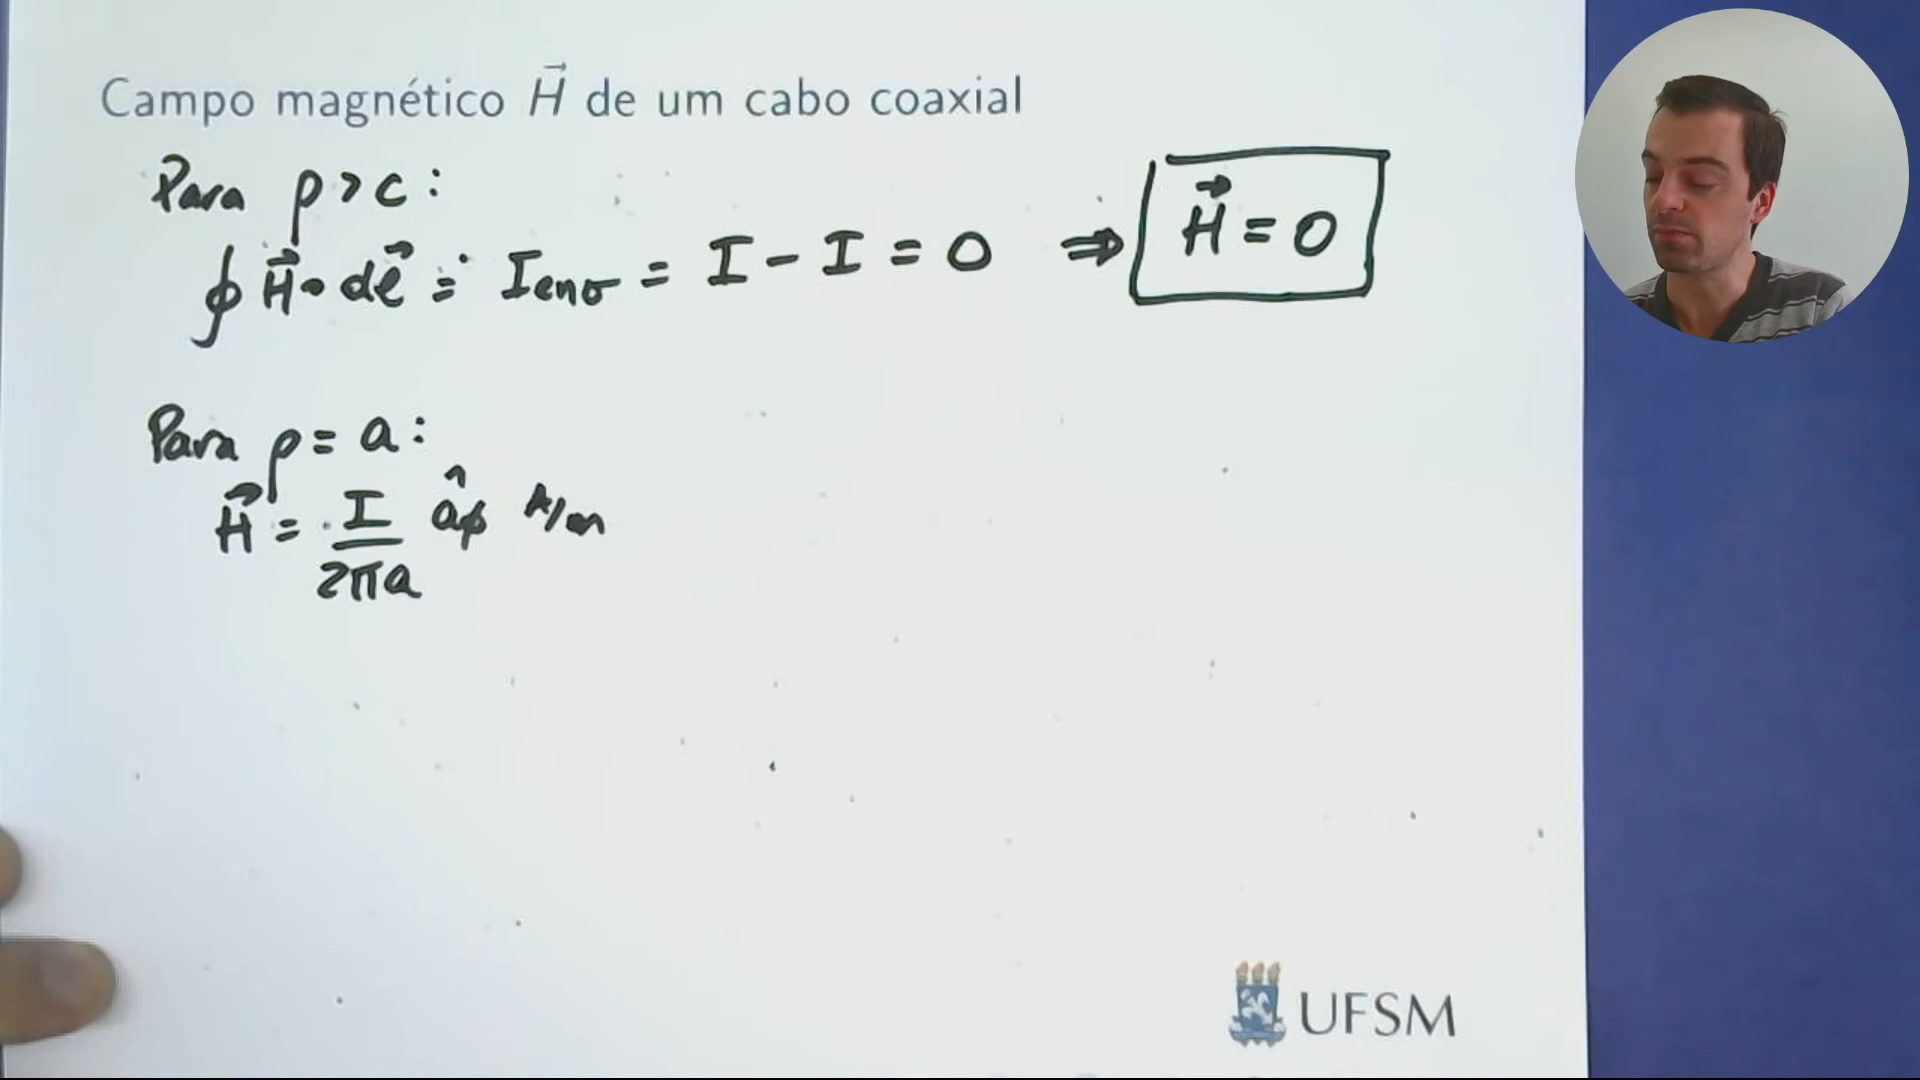 Campo magnético H⃗ de um cabo coaxial
Para ρ > c :
∮ H⃗ • dℓ⃗ = Ienv = I - I = 0 ⇒ H⃗ = 0
Para ρ = a :
H⃗ = I/2πa âφ A/m
UFSM